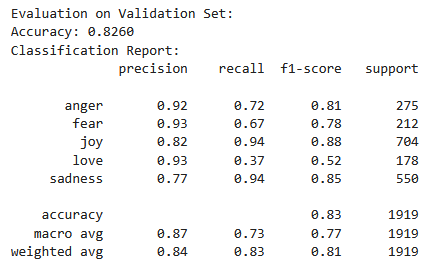 Evaluation on Validation Set:
Accuracy: 0.8260
Classification Report:
precision recall f1-score support
anger 0.92 0.72 0.81 275
fear 0.93 0.67 0.78 212
joy 0.82 0.94 0.88 704
love 0.93 0.37 0.52 178
sadness 0.77 0.94 0.85 550
accuracy 0.83 1919
macro avg 0.87 0.73 0.77 1919
weighted avg 0.84 0.83 0.81 1919